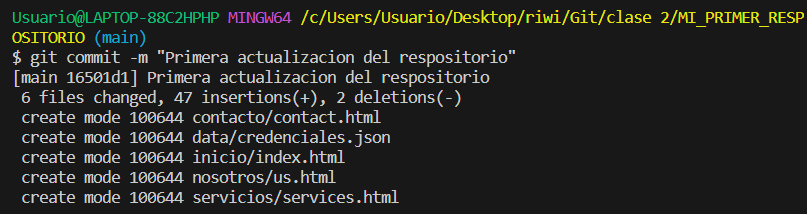 Usuario@LAPTOP-88C2HPHP MINGW64 /c/Users/Usuario/Desktop/riwi/Git/clase 2/MI_PRIMER_RESP
OSITORIO (main)
$ git commit -m "Primera actualizacion del respositorio"
[main 16501d1] Primera actualizacion del respositorio
 6 files changed, 47 insertions(+), 2 deletions(-)
 create mode 100644 contacto/contact.html
 create mode 100644 data/credenciales.json
 create mode 100644 inicio/index.html
 create mode 100644 nosotros/us.html
 create mode 100644 servicios/services.html